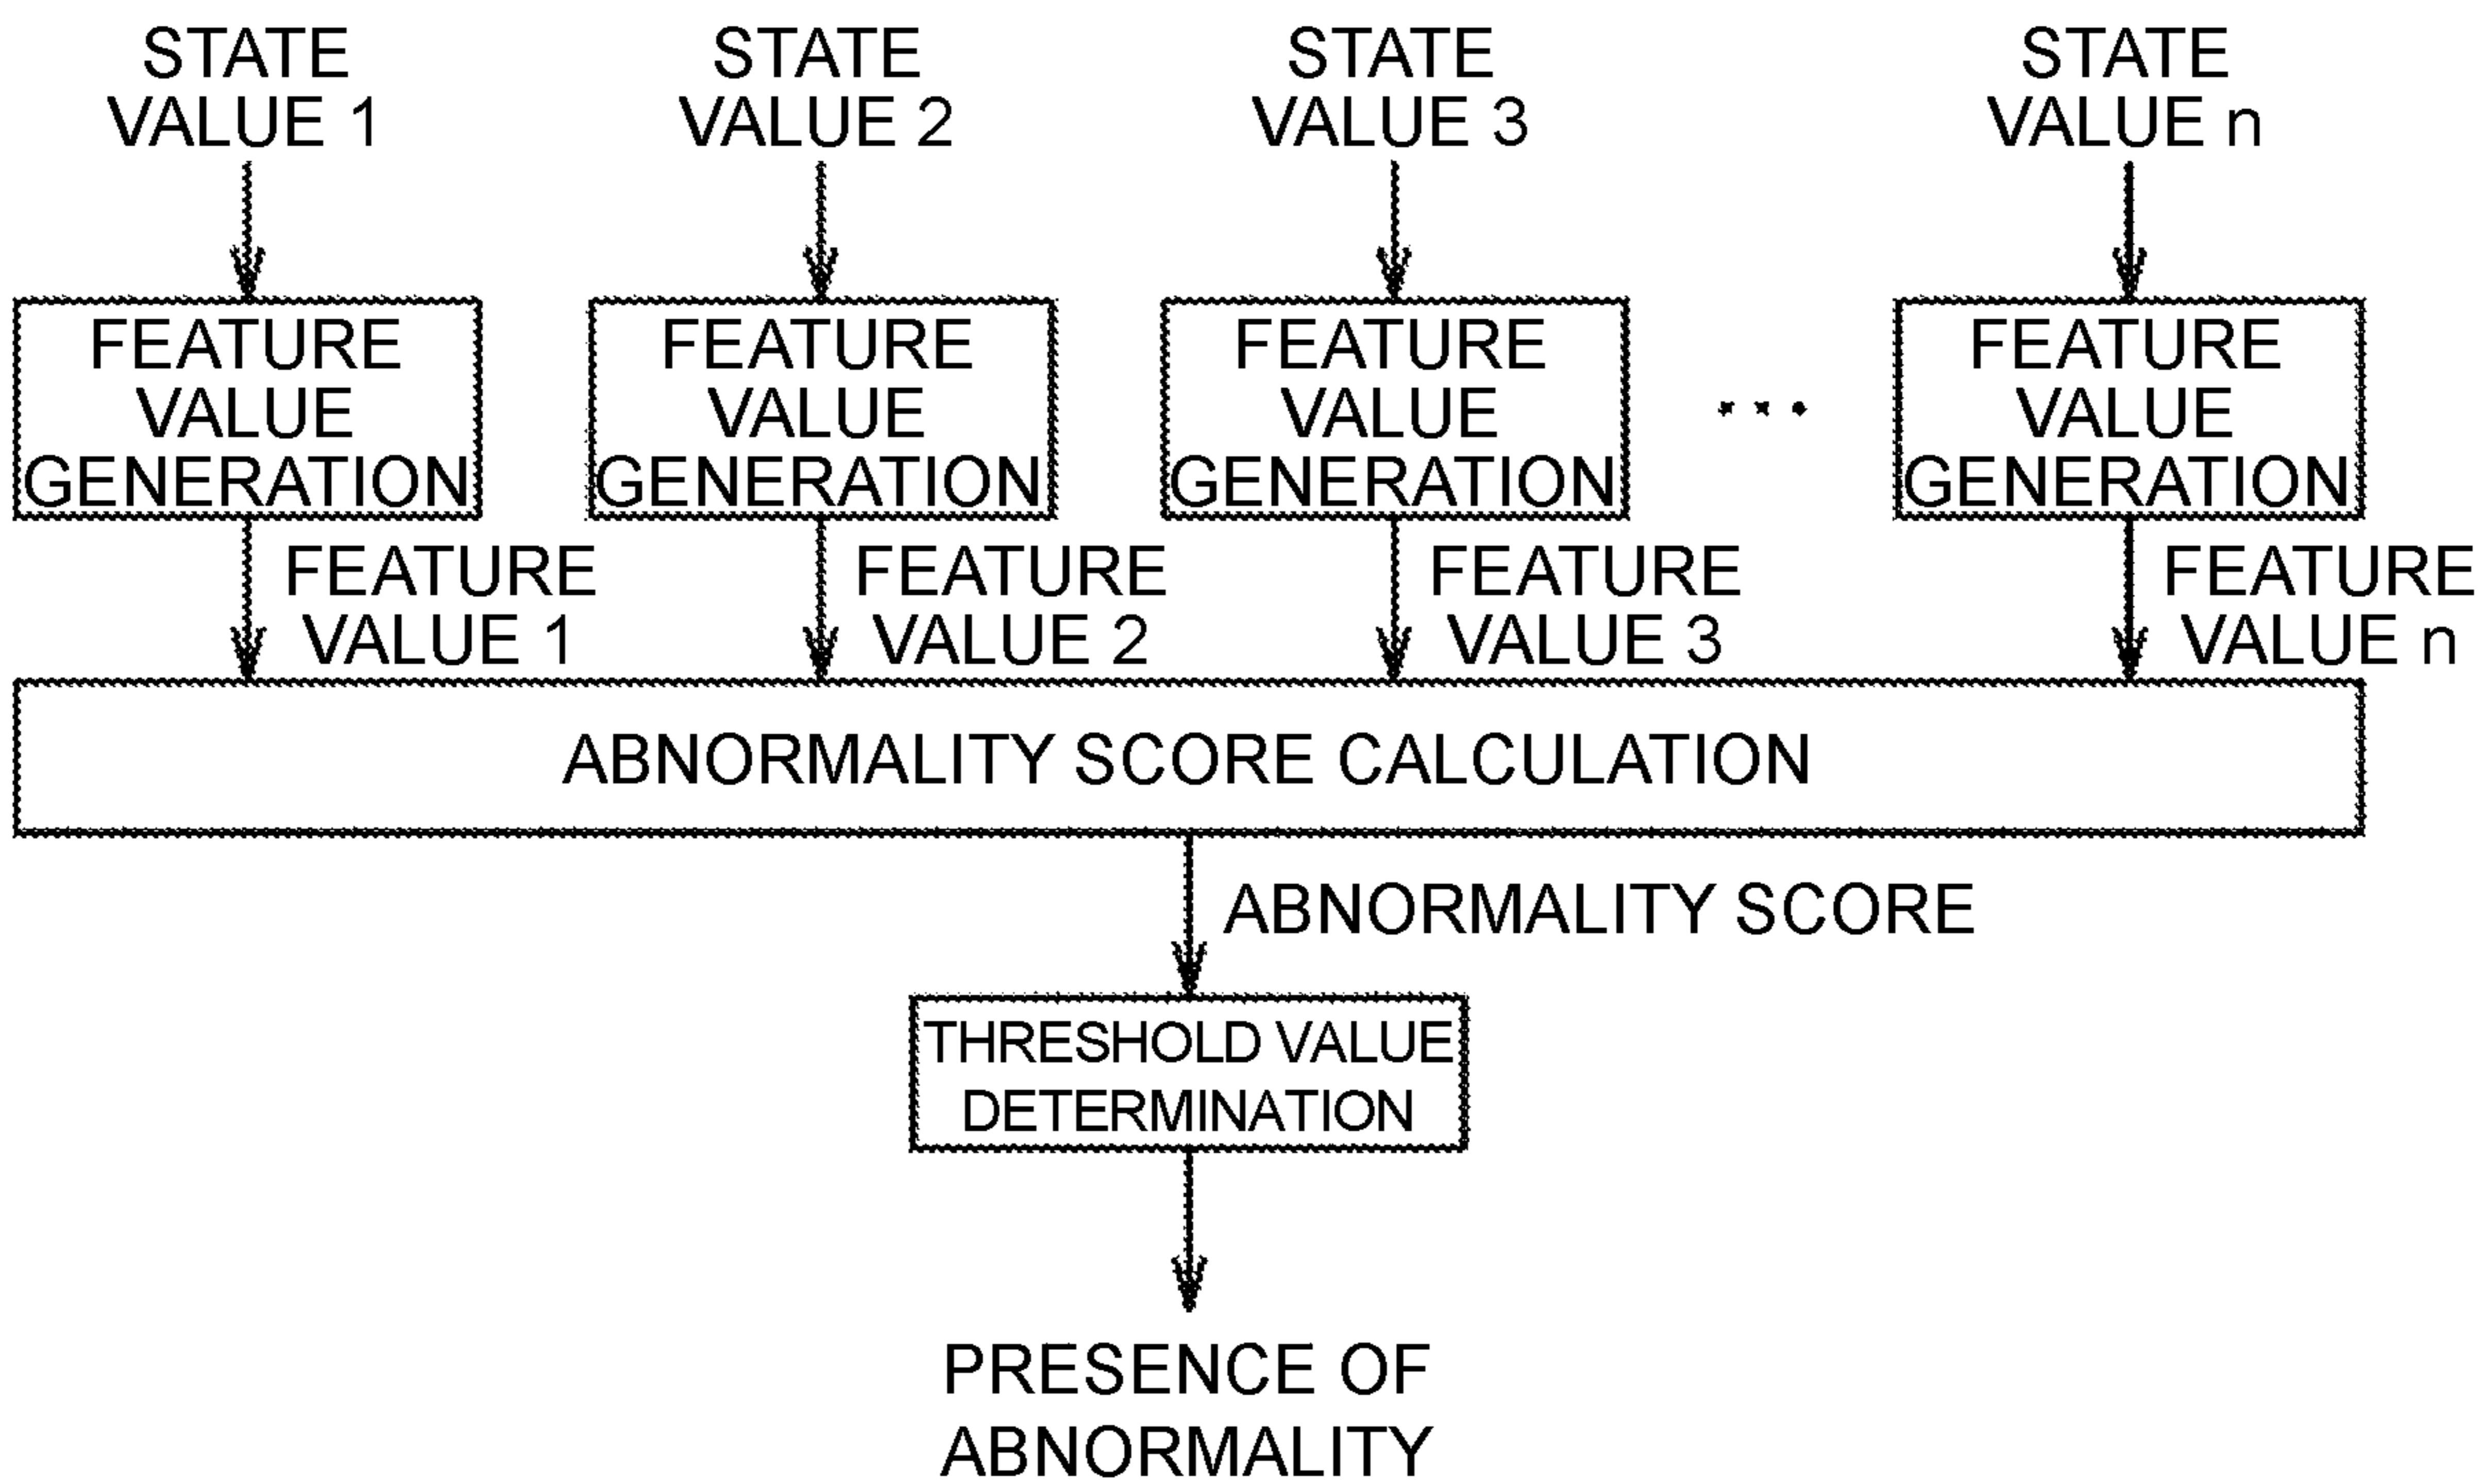 STATE
VALUE 1
STATE
VALUE 2
STATE
VALUE 3
STATE
VALUE n
FEATURE
VALUE
GENERATION
FEATURE
VALUE
GENERATION
FEATURE
VALUE
GENERATION
...
FEATURE
VALUE
GENERATION
FEATURE
VALUE 1
FEATURE
VALUE 2
FEATURE
VALUE 3
FEATURE
VALUE n
ABNORMALITY SCORE CALCULATION
ABNORMALITY SCORE
THRESHOLD VALUE
DETERMINATION
PRESENCE OF
ABNORMALITY